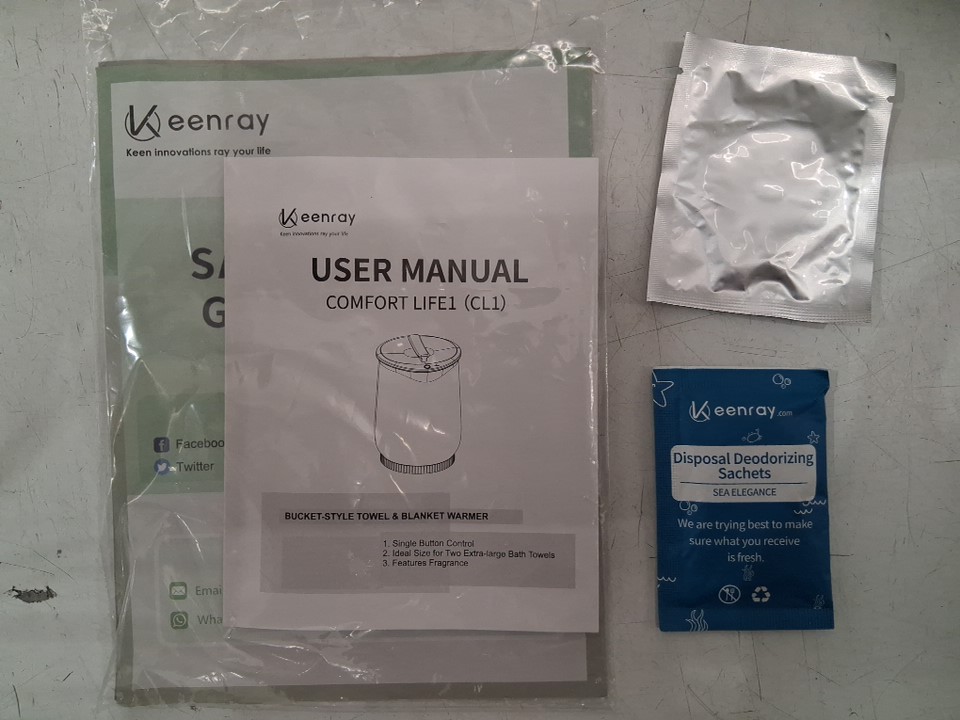 Keenray
Keen innovations ray your life
SA
G
Faceboo
Twitter
Emai
Wha
Keenray
Keen innovations ray your life
USER MANUAL
COMFORT LIFE1 (CL1)
BUCKET-STYLE TOWEL & BLANKET WARMER
1. Single Button Control
2. Ideal Size for Two Extra-large Bath Towels
3. Features Fragrance
Keenray.com
Disposal Deodorizing
Sachets
SEA ELEGANCE
We are trying best to make
sure what you receive
is fresh.